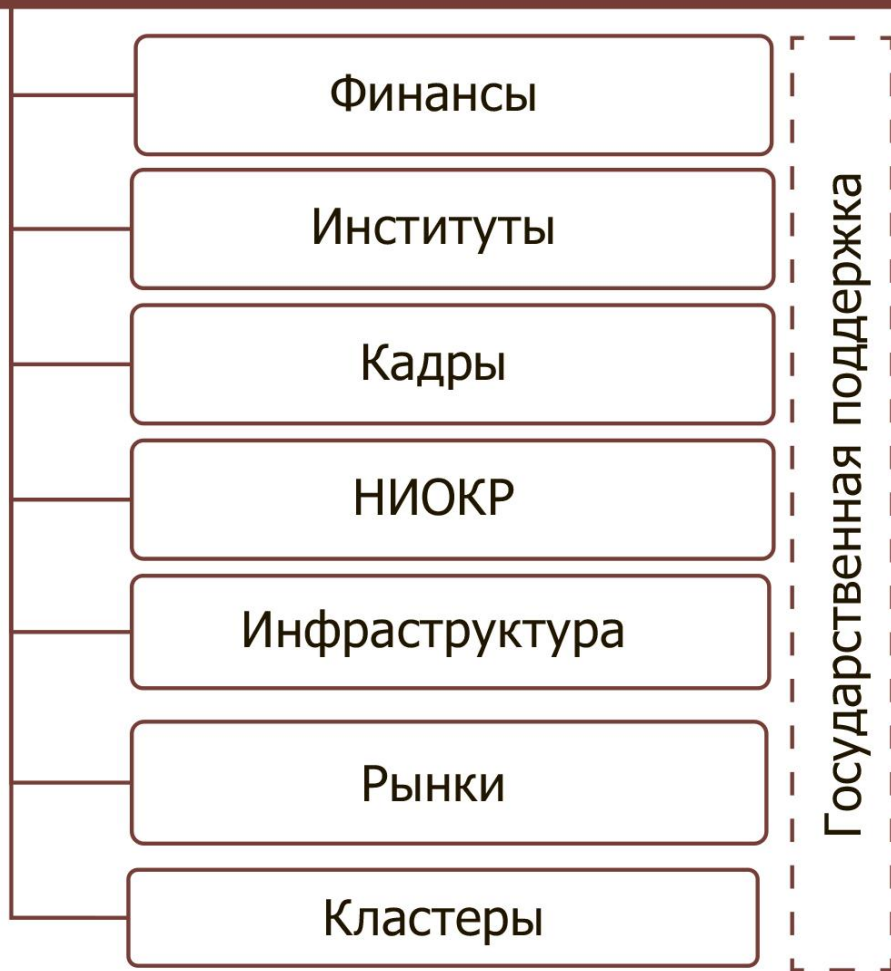 Финансы
Институты
Кадры
НИОКР
Инфраструктура
Рынки
Кластеры
Государственная поддержка